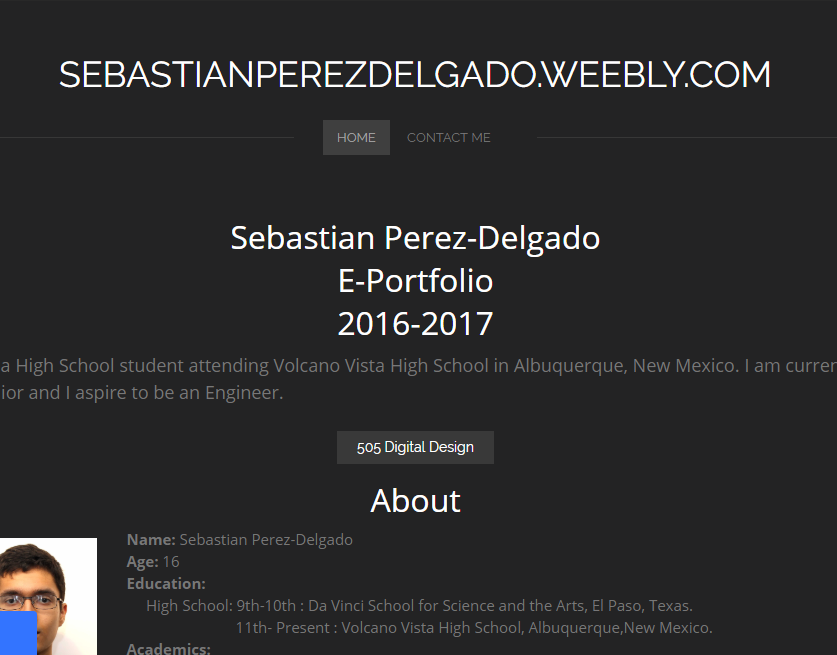 SEBASTIANPEREZDELGADO.WEEBLY.COM
HOME CONTACT ME
Sebastian Perez-Delgado
E-Portfolio
2016-2017
a High School student attending Volcano Vista High School in Albuquerque, New Mexico. I am curren
ior and I aspire to be an Engineer.
505 Digital Design
About
Name: Sebastian Perez-Delgado
Age: 16
Education:
High School: 9th-10th : Da Vinci School for Science and the Arts, El Paso, Texas.
11th- Present : Volcano Vista High School, Albuquerque,New Mexico.
Academics: